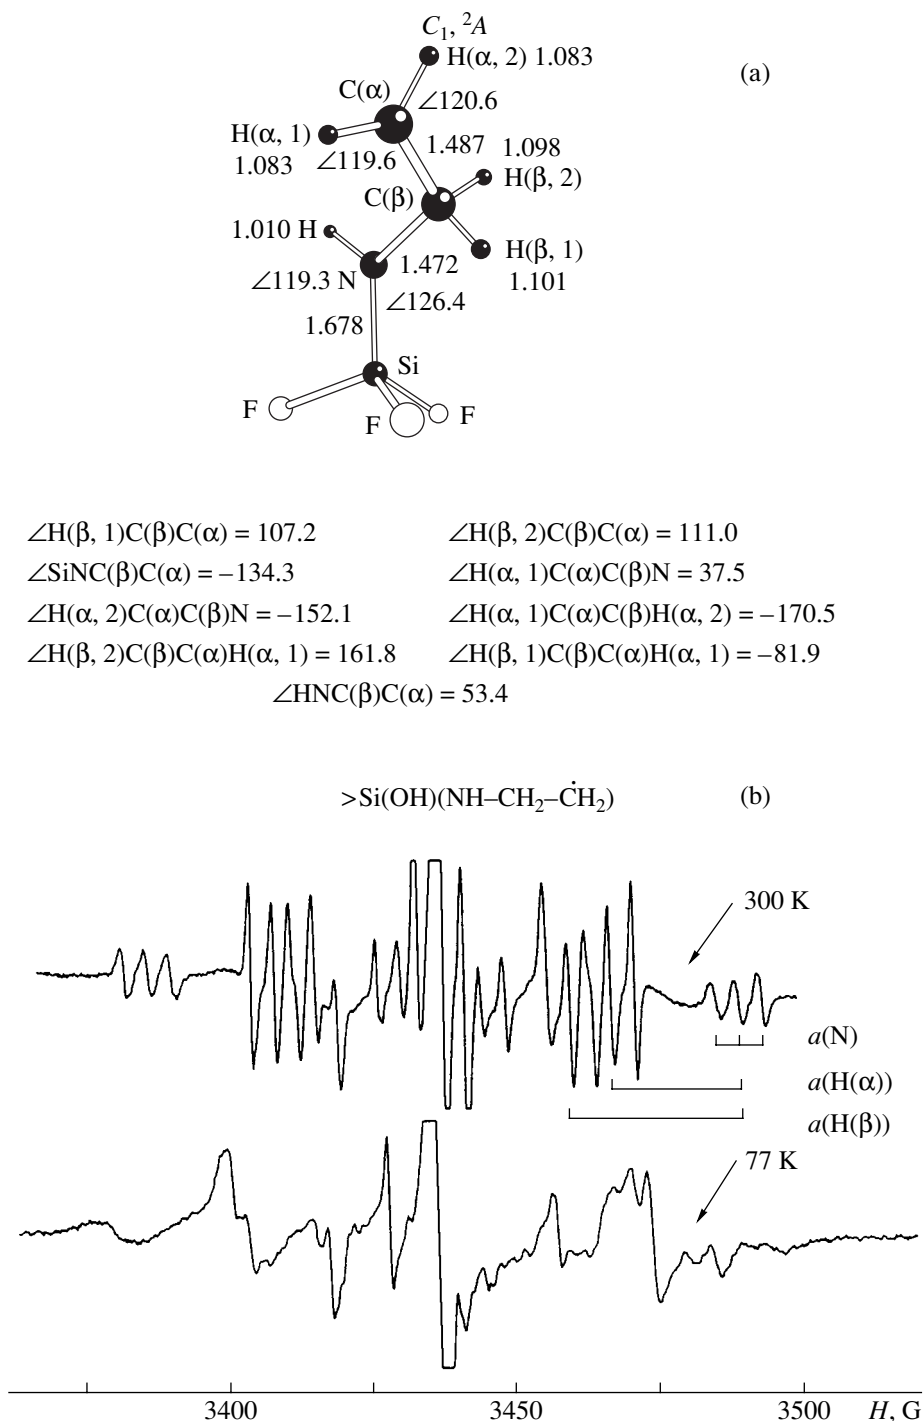 C₁, ²A
H(α, 2) 1.083
(a)
C(α)
∠120.6
H(α, 1)
1.083
∠119.6
1.487
1.098
C(β)
H(β, 2)
1.010 H
H(β, 1)
1.101
∠119.3 N
1.472
∠126.4
1.678
Si
F
F
F
∠H(β, 1)C(β)C(α) = 107.2
∠H(β, 2)C(β)C(α) = 111.0
∠SiNC(β)C(α) = –134.3
∠H(α, 1)C(α)C(β)N = 37.5
∠H(α, 2)C(α)C(β)N = –152.1
∠H(α, 1)C(α)C(β)H(α, 2) = –170.5
∠H(β, 2)C(β)C(α)H(α, 1) = 161.8
∠H(β, 1)C(β)C(α)H(α, 1) = –81.9
∠HNC(β)C(α) = 53.4
>Si(OH)(NH–CH₂–ĊH₂)
(b)
300 K
a(N)
a(H(α))
a(H(β))
77 K
3400
3450
3500
H, G